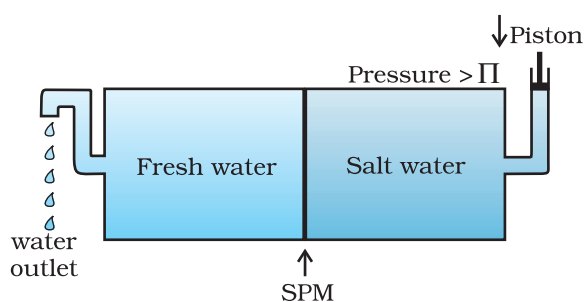 Piston
Pressure > Π
Fresh water
Salt water
water
outlet
SPM